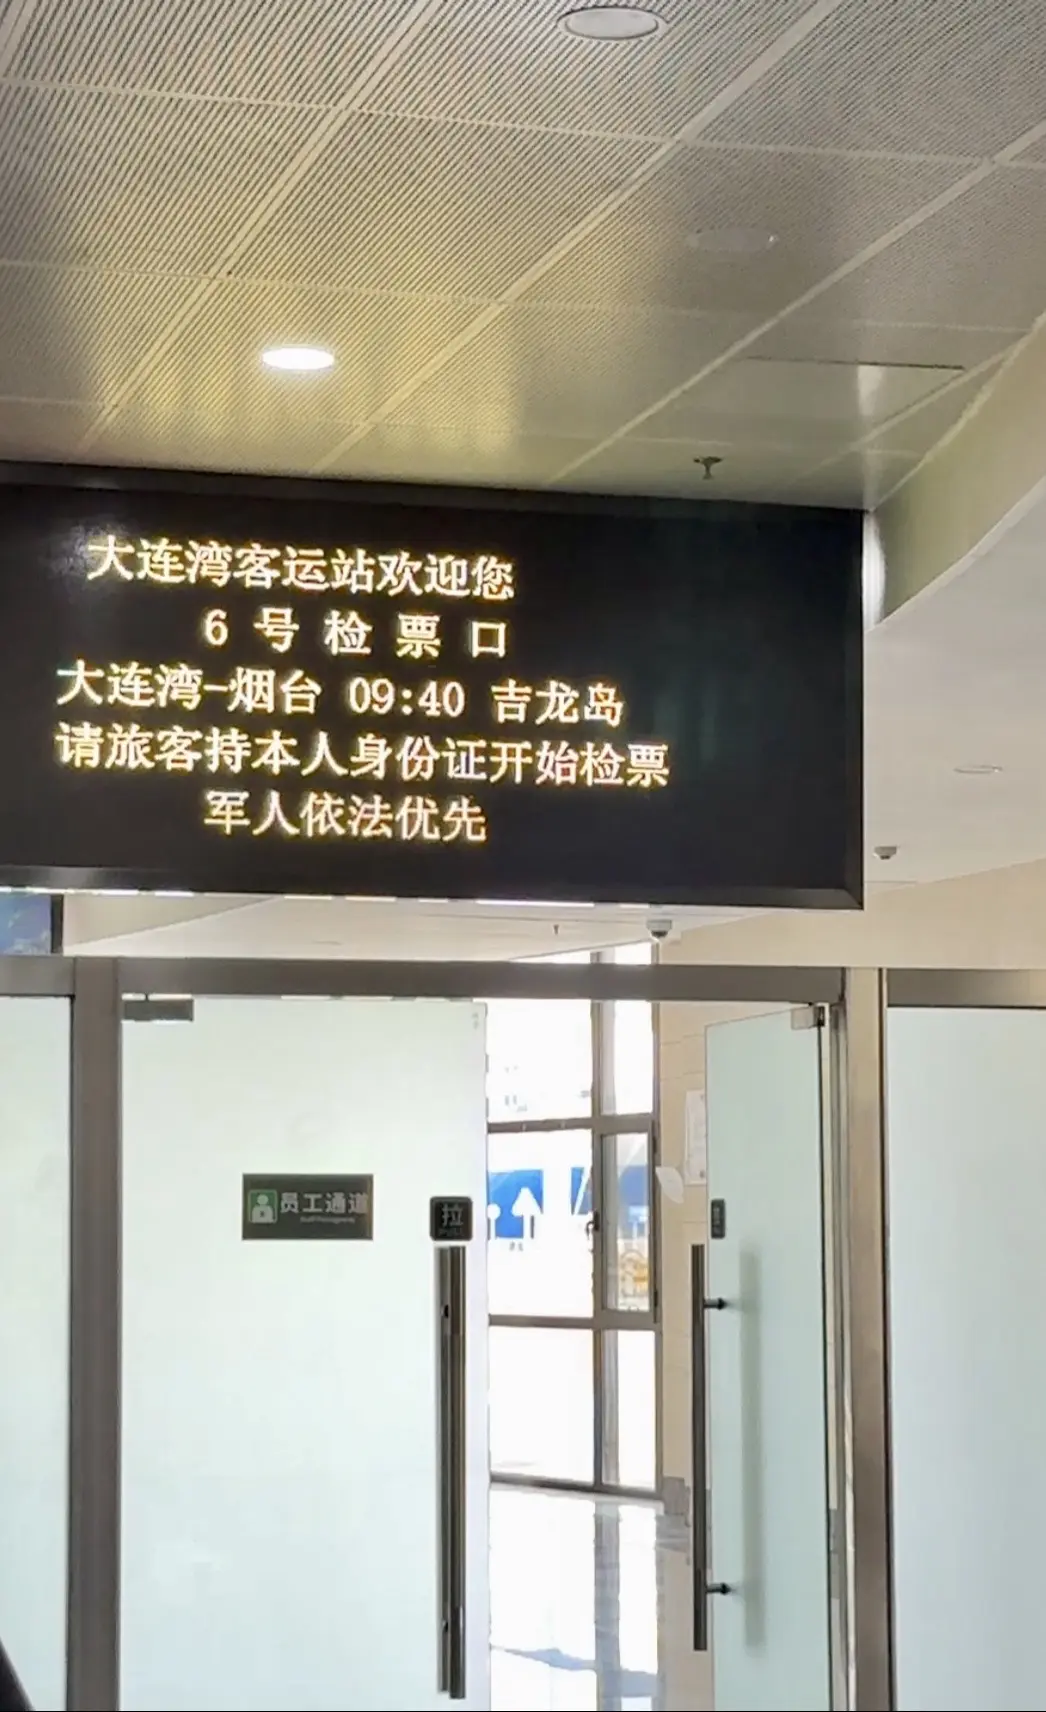 大连湾客运站欢迎您
6 号 检 票 口
大连湾-烟台 09:40 吉龙岛
请旅客持本人身份证开始检票
军人依法优先
员工通道
拉